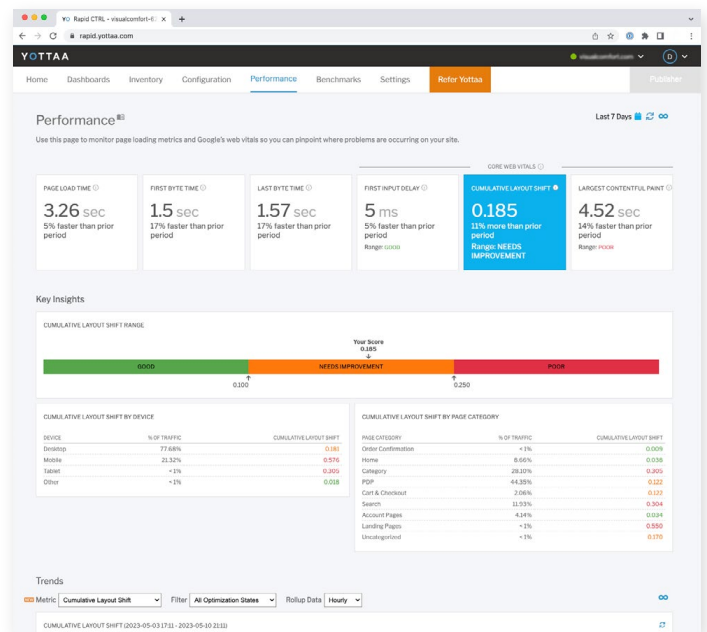 YO Rapid CTRL - visualcomfort-
rapid.yottaa.com
YOTTAA
D
Home Dashboards Inventory Configuration Performance Benchmarks Settings Refer Yottaa Publisher
Performance
Last 7 Days
Use this page to monitor page loading metrics and Google's web vitals so you can pinpoint where problems are occurring on your site.
CORE WEB VITALS
PAGE LOAD TIME
3.26 sec
5% faster than prior
period
FIRST BYTE TIME
1.5 sec
17% faster than prior
period
LAST BYTE TIME
1.57 sec
17% faster than prior
period
FIRST INPUT DELAY
5 ms
5% faster than prior
period
Range: GOOD
CUMULATIVE LAYOUT SHIFT
0.185
11% more than prior
period
Range: NEEDS
IMPROVEMENT
LARGEST CONTENTFUL PAINT
4.52 sec
14% faster than prior
period
Range: POOR
Key Insights
CUMULATIVE LAYOUT SHIFT RANGE
Your Score
0.185
GOOD NEEDS IMPROVEMENT POOR
0.100 0.250
CUMULATIVE LAYOUT SHIFT BY DEVICE
DEVICE % OF TRAFFIC CUMULATIVE LAYOUT SHIFT
Desktop 77.68% 0.181
Mobile 21.32% 0.576
Tablet <1% 0.305
Other <1% 0.018
CUMULATIVE LAYOUT SHIFT BY PAGE CATEGORY
PAGE CATEGORY % OF TRAFFIC CUMULATIVE LAYOUT SHIFT
Order Confirmation <1% 0.009
Home 8.66% 0.038
Category 28.10% 0.305
PDP 44.35% 0.122
Cart & Checkout 2.06% 0.122
Search 11.93% 0.304
Account Pages 4.14% 0.034
Landing Pages <1% 0.550
Uncategorized <1% 0.170
Trends
Metric Cumulative Layout Shift Filter All Optimization States Rollup Data Hourly
CUMULATIVE LAYOUT SHIFT (2023-05-03 17:11 - 2023-05-10 21:11)